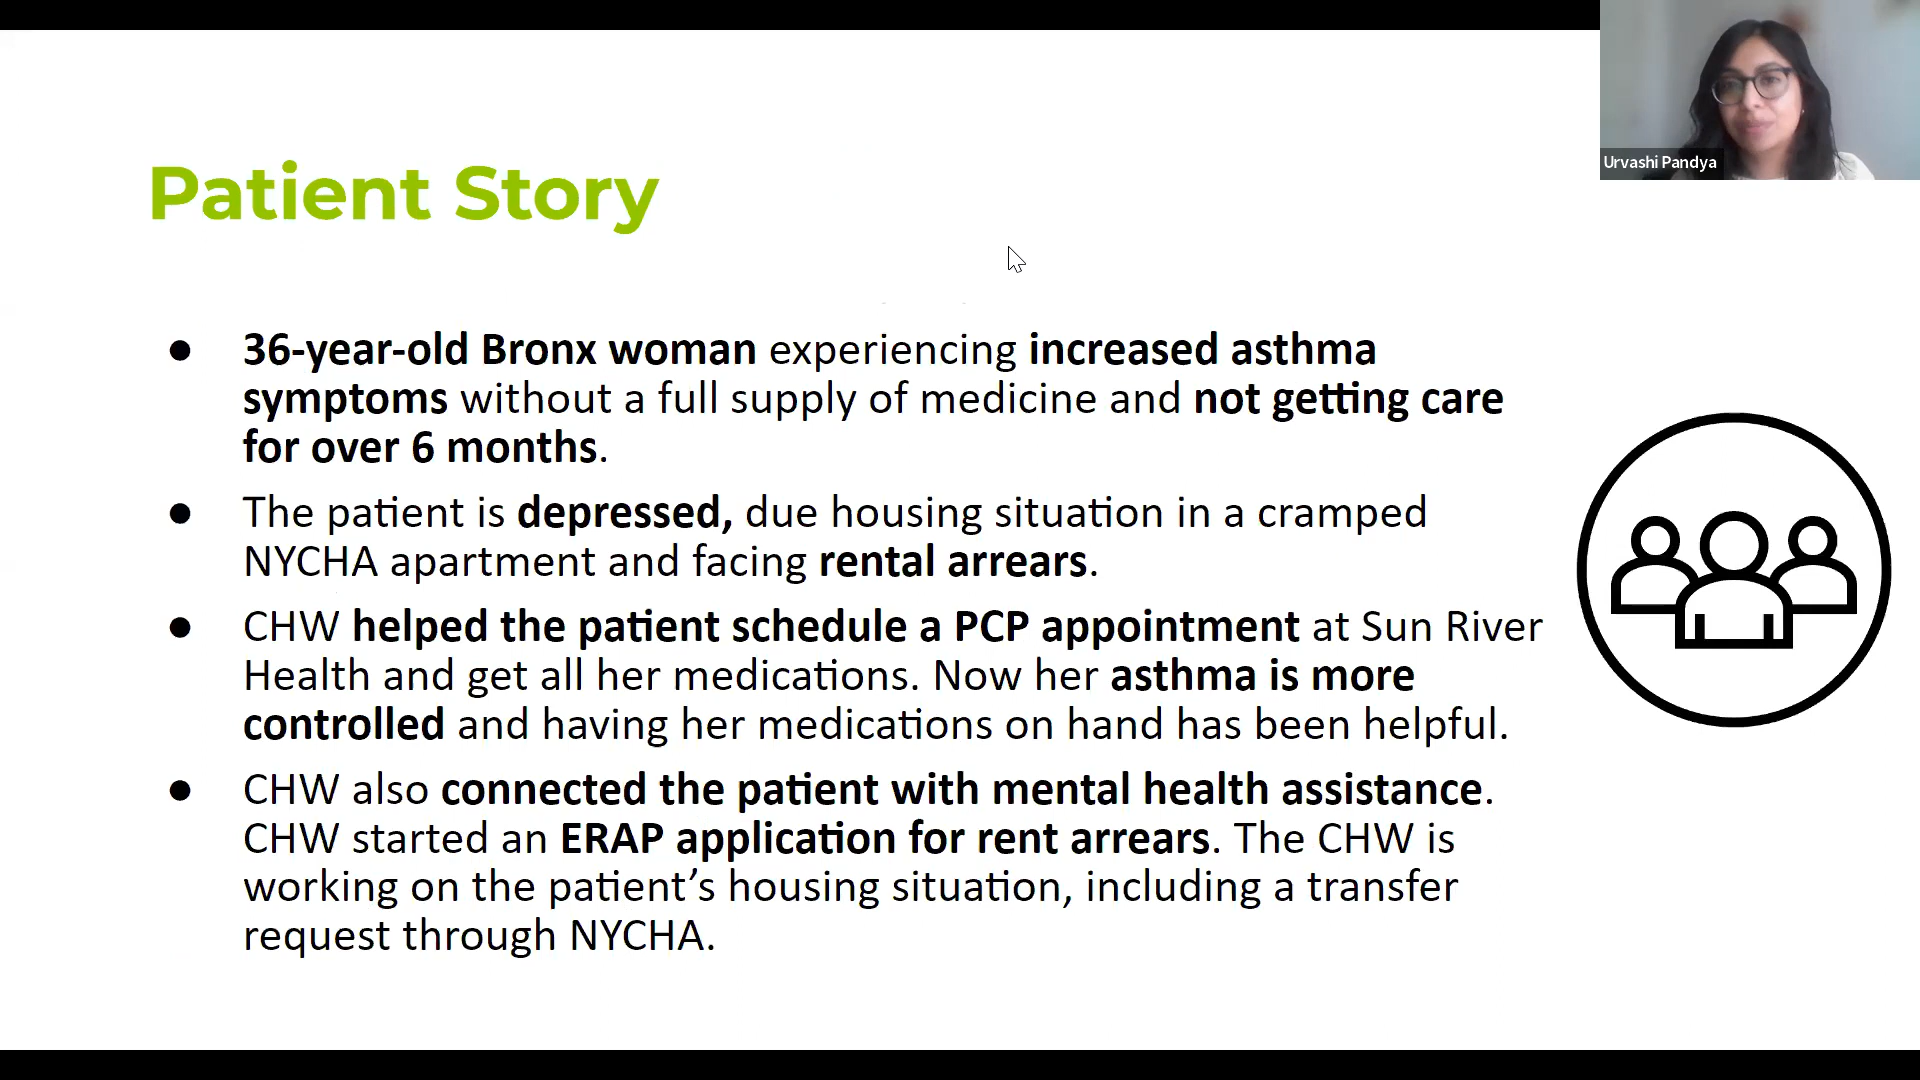 Urvashi Pandya
Patient Story
● 36-year-old Bronx woman experiencing increased asthma
symptoms without a full supply of medicine and not getting care
for over 6 months.
● The patient is depressed, due housing situation in a cramped
NYCHA apartment and facing rental arrears.
● CHW helped the patient schedule a PCP appointment at Sun River
Health and get all her medications. Now her asthma is more
controlled and having her medications on hand has been helpful.
● CHW also connected the patient with mental health assistance.
CHW started an ERAP application for rent arrears. The CHW is
working on the patient’s housing situation, including a transfer
request through NYCHA.